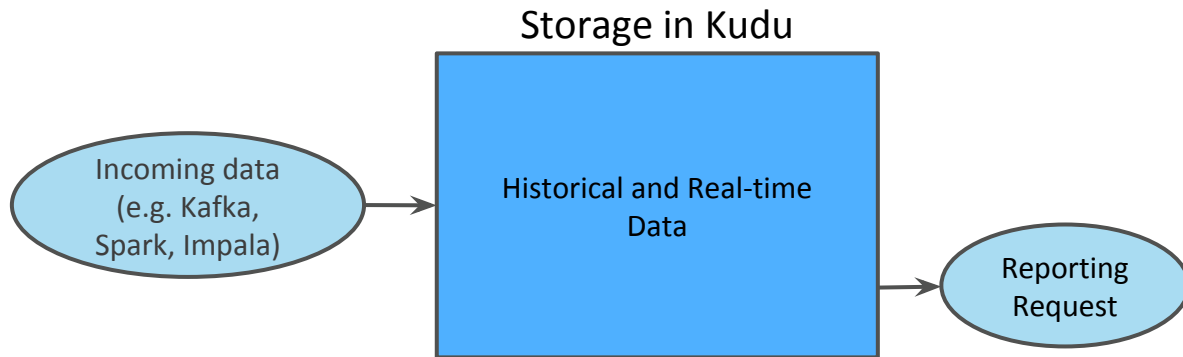 Storage in Kudu
Incoming data
(e.g. Kafka,
Spark, Impala)
Historical and Real-time
Data
Reporting
Request